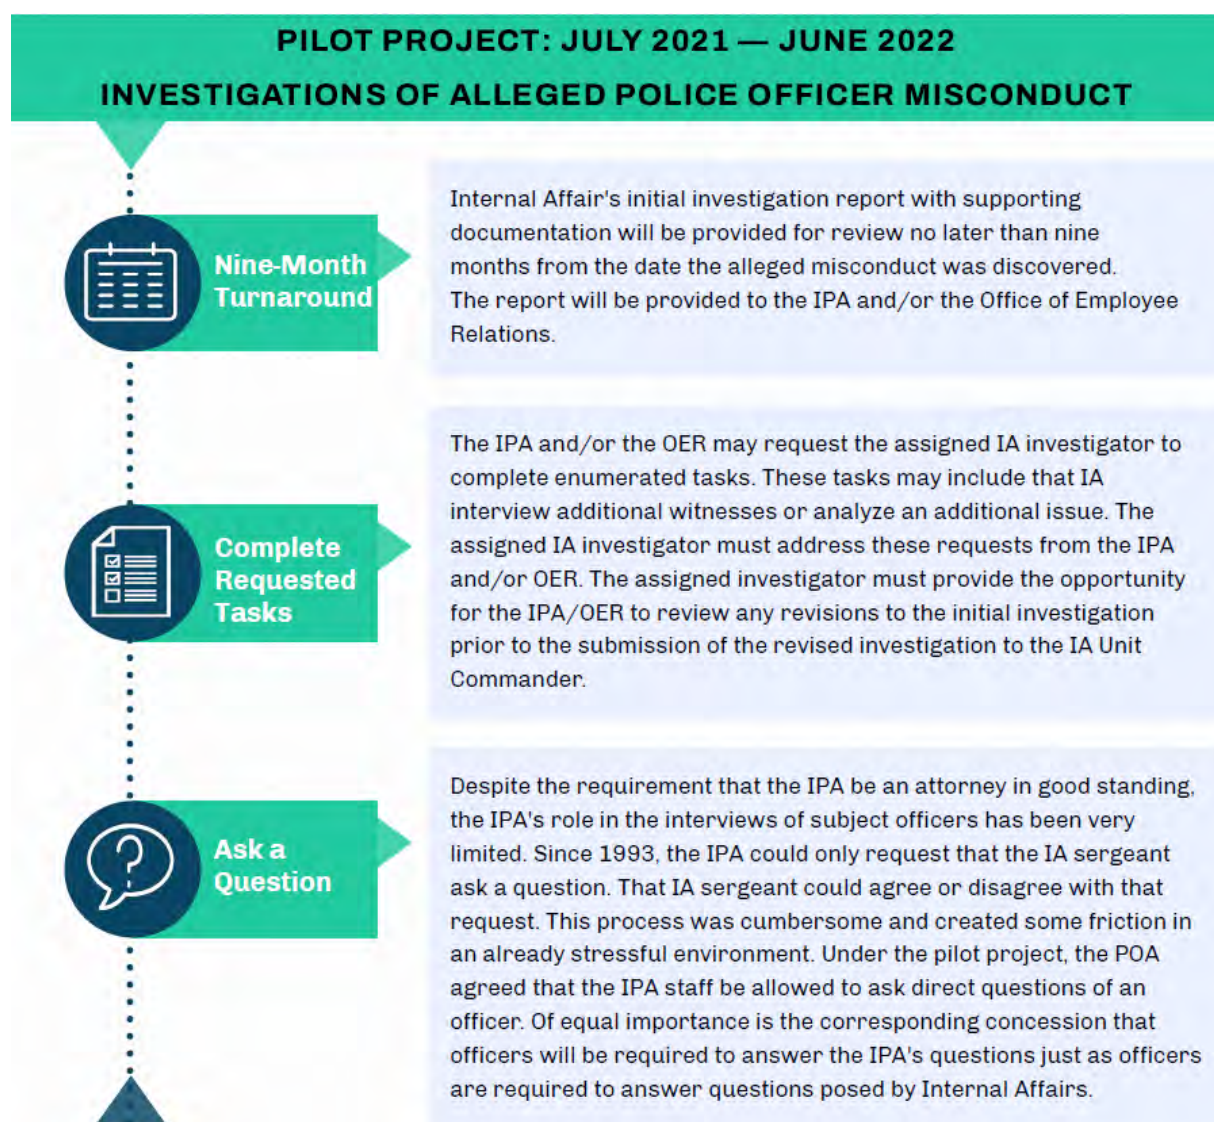 PILOT PROJECT: JULY 2021 — JUNE 2022
INVESTIGATIONS OF ALLEGED POLICE OFFICER MISCONDUCT
Nine-Month
Turnaround
Internal Affair's initial investigation report with supporting
documentation will be provided for review no later than nine
months from the date the alleged misconduct was discovered.
The report will be provided to the IPA and/or the Office of Employee
Relations.
Complete
Requested
Tasks
The IPA and/or the OER may request the assigned IA investigator to
complete enumerated tasks. These tasks may include that IA
interview additional witnesses or analyze an additional issue. The
assigned IA investigator must address these requests from the IPA
and/or OER. The assigned investigator must provide the opportunity
for the IPA/OER to review any revisions to the initial investigation
prior to the submission of the revised investigation to the IA Unit
Commander.
Ask a
Question
Despite the requirement that the IPA be an attorney in good standing,
the IPA's role in the interviews of subject officers has been very
limited. Since 1993, the IPA could only request that the IA sergeant
ask a question. That IA sergeant could agree or disagree with that
request. This process was cumbersome and created some friction in
an already stressful environment. Under the pilot project, the POA
agreed that the IPA staff be allowed to ask direct questions of an
officer. Of equal importance is the corresponding concession that
officers will be required to answer the IPA's questions just as officers
are required to answer questions posed by Internal Affairs.